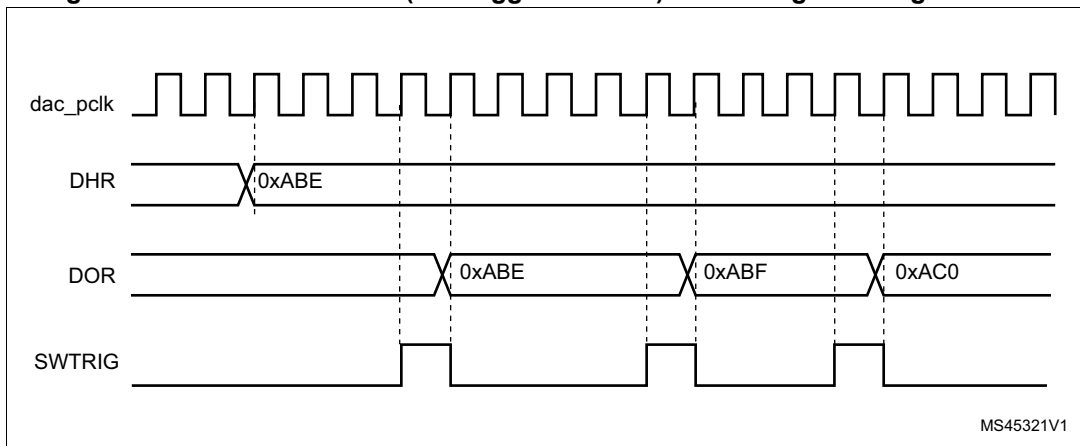 dac_pclk
DHR
0xABE
DOR
0xABE
0xABF
0xAC0
SWTRIG
MS45321V1